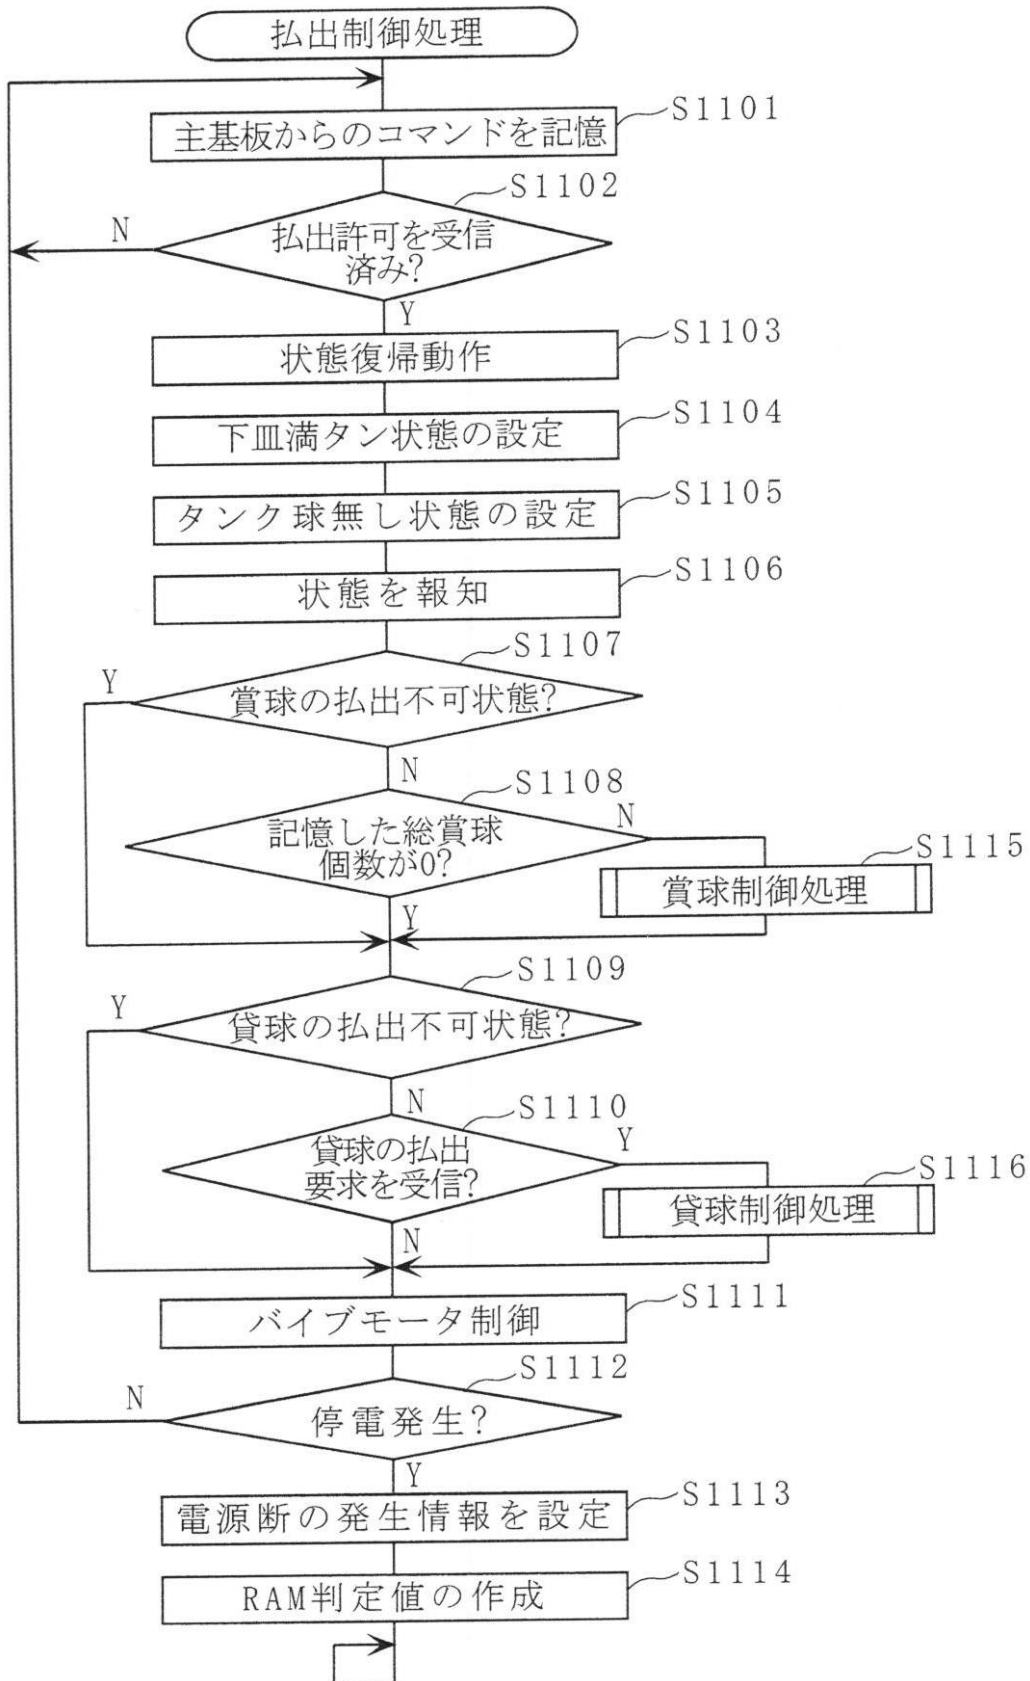 払出制御処理
主基板からのコマンドを記憶
S1101
S1102
N
払出許可を受信
済み?
Y
状態復帰動作
S1103
下皿満タン状態の設定
S1104
タンク球無し状態の設定
S1105
状態を報知
S1106
S1107
Y
賞球の払出不可状態?
N
S1108
記憶した総賞球
個数が0?
N
S1115
賞球制御処理
Y
S1109
Y
貸球の払出不可状態?
N
S1110
貸球の払出
要求を受信?
Y
S1116
貸球制御処理
N
バイブモータ制御
S1111
S1112
N
停電発生?
Y
電源断の発生情報を設定
S1113
RAM判定値の作成
S1114